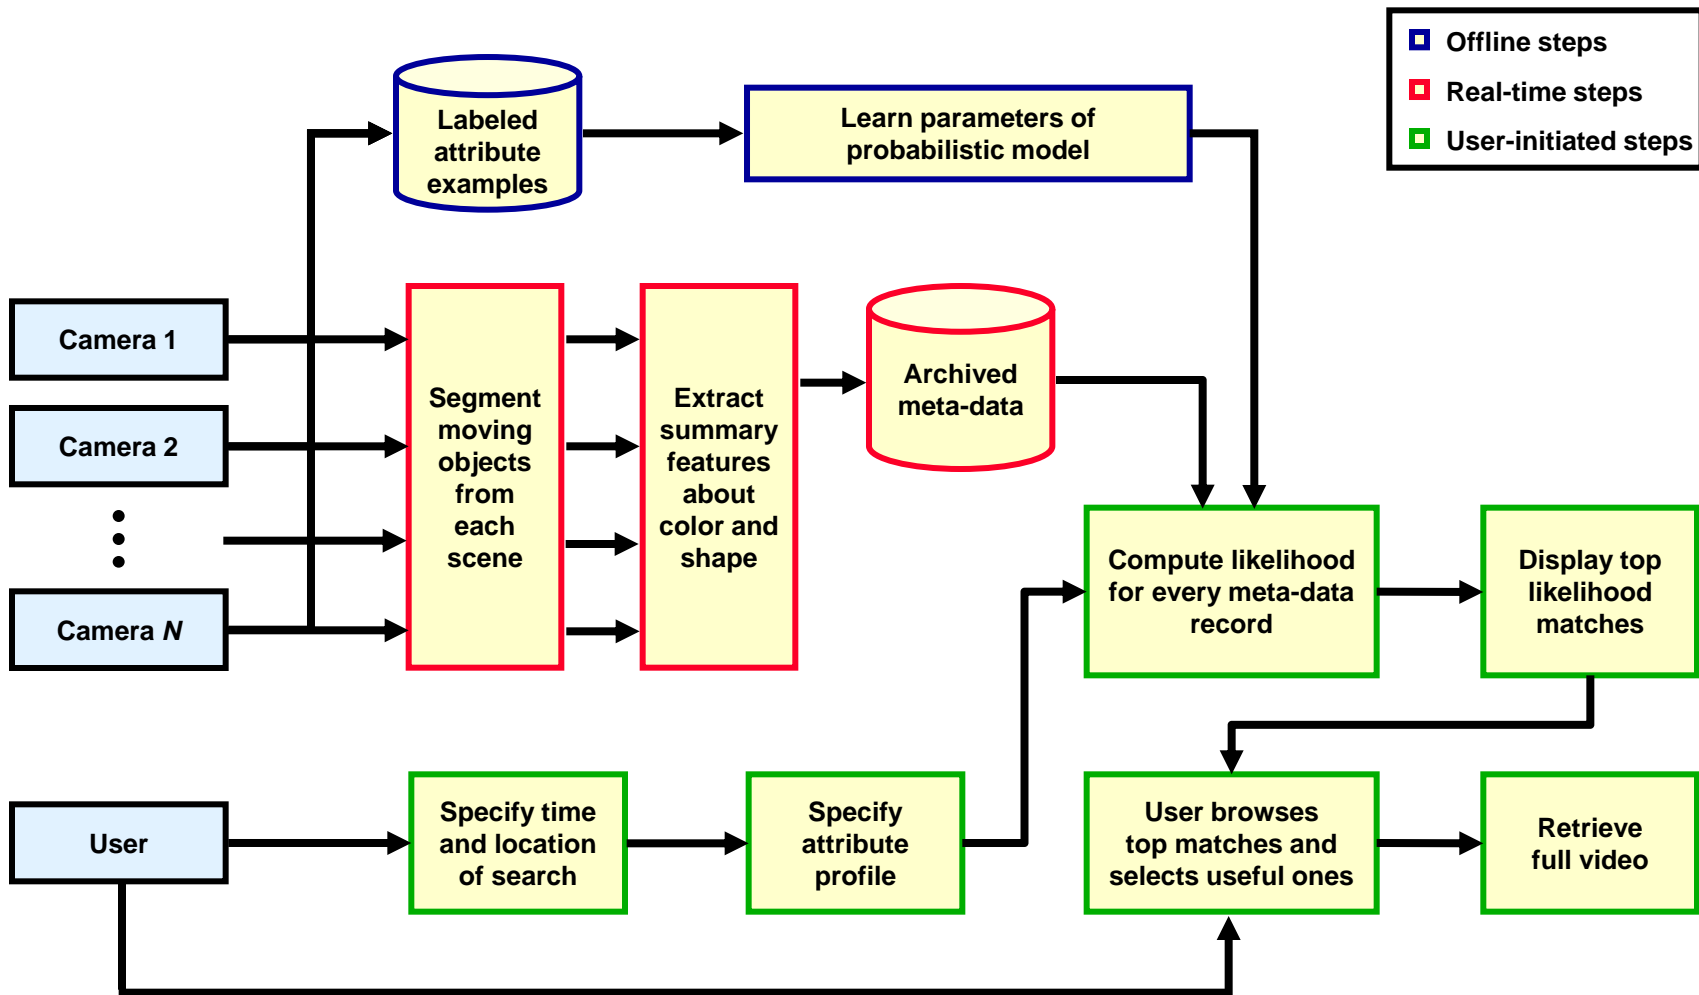 Offline steps
Real-time steps
User-initiated steps
Labeled
attribute
examples
Learn parameters of
probabilistic model
Camera 1
Camera 2
Camera N
Segment
moving
objects
from
each
scene
Extract
summary
features
about
color and
shape
Archived
meta-data
Compute likelihood
for every meta-data
record
Display top
likelihood
matches
User
Specify time
and location
of search
Specify
attribute
profile
User browses
top matches and
selects useful ones
Retrieve
full video